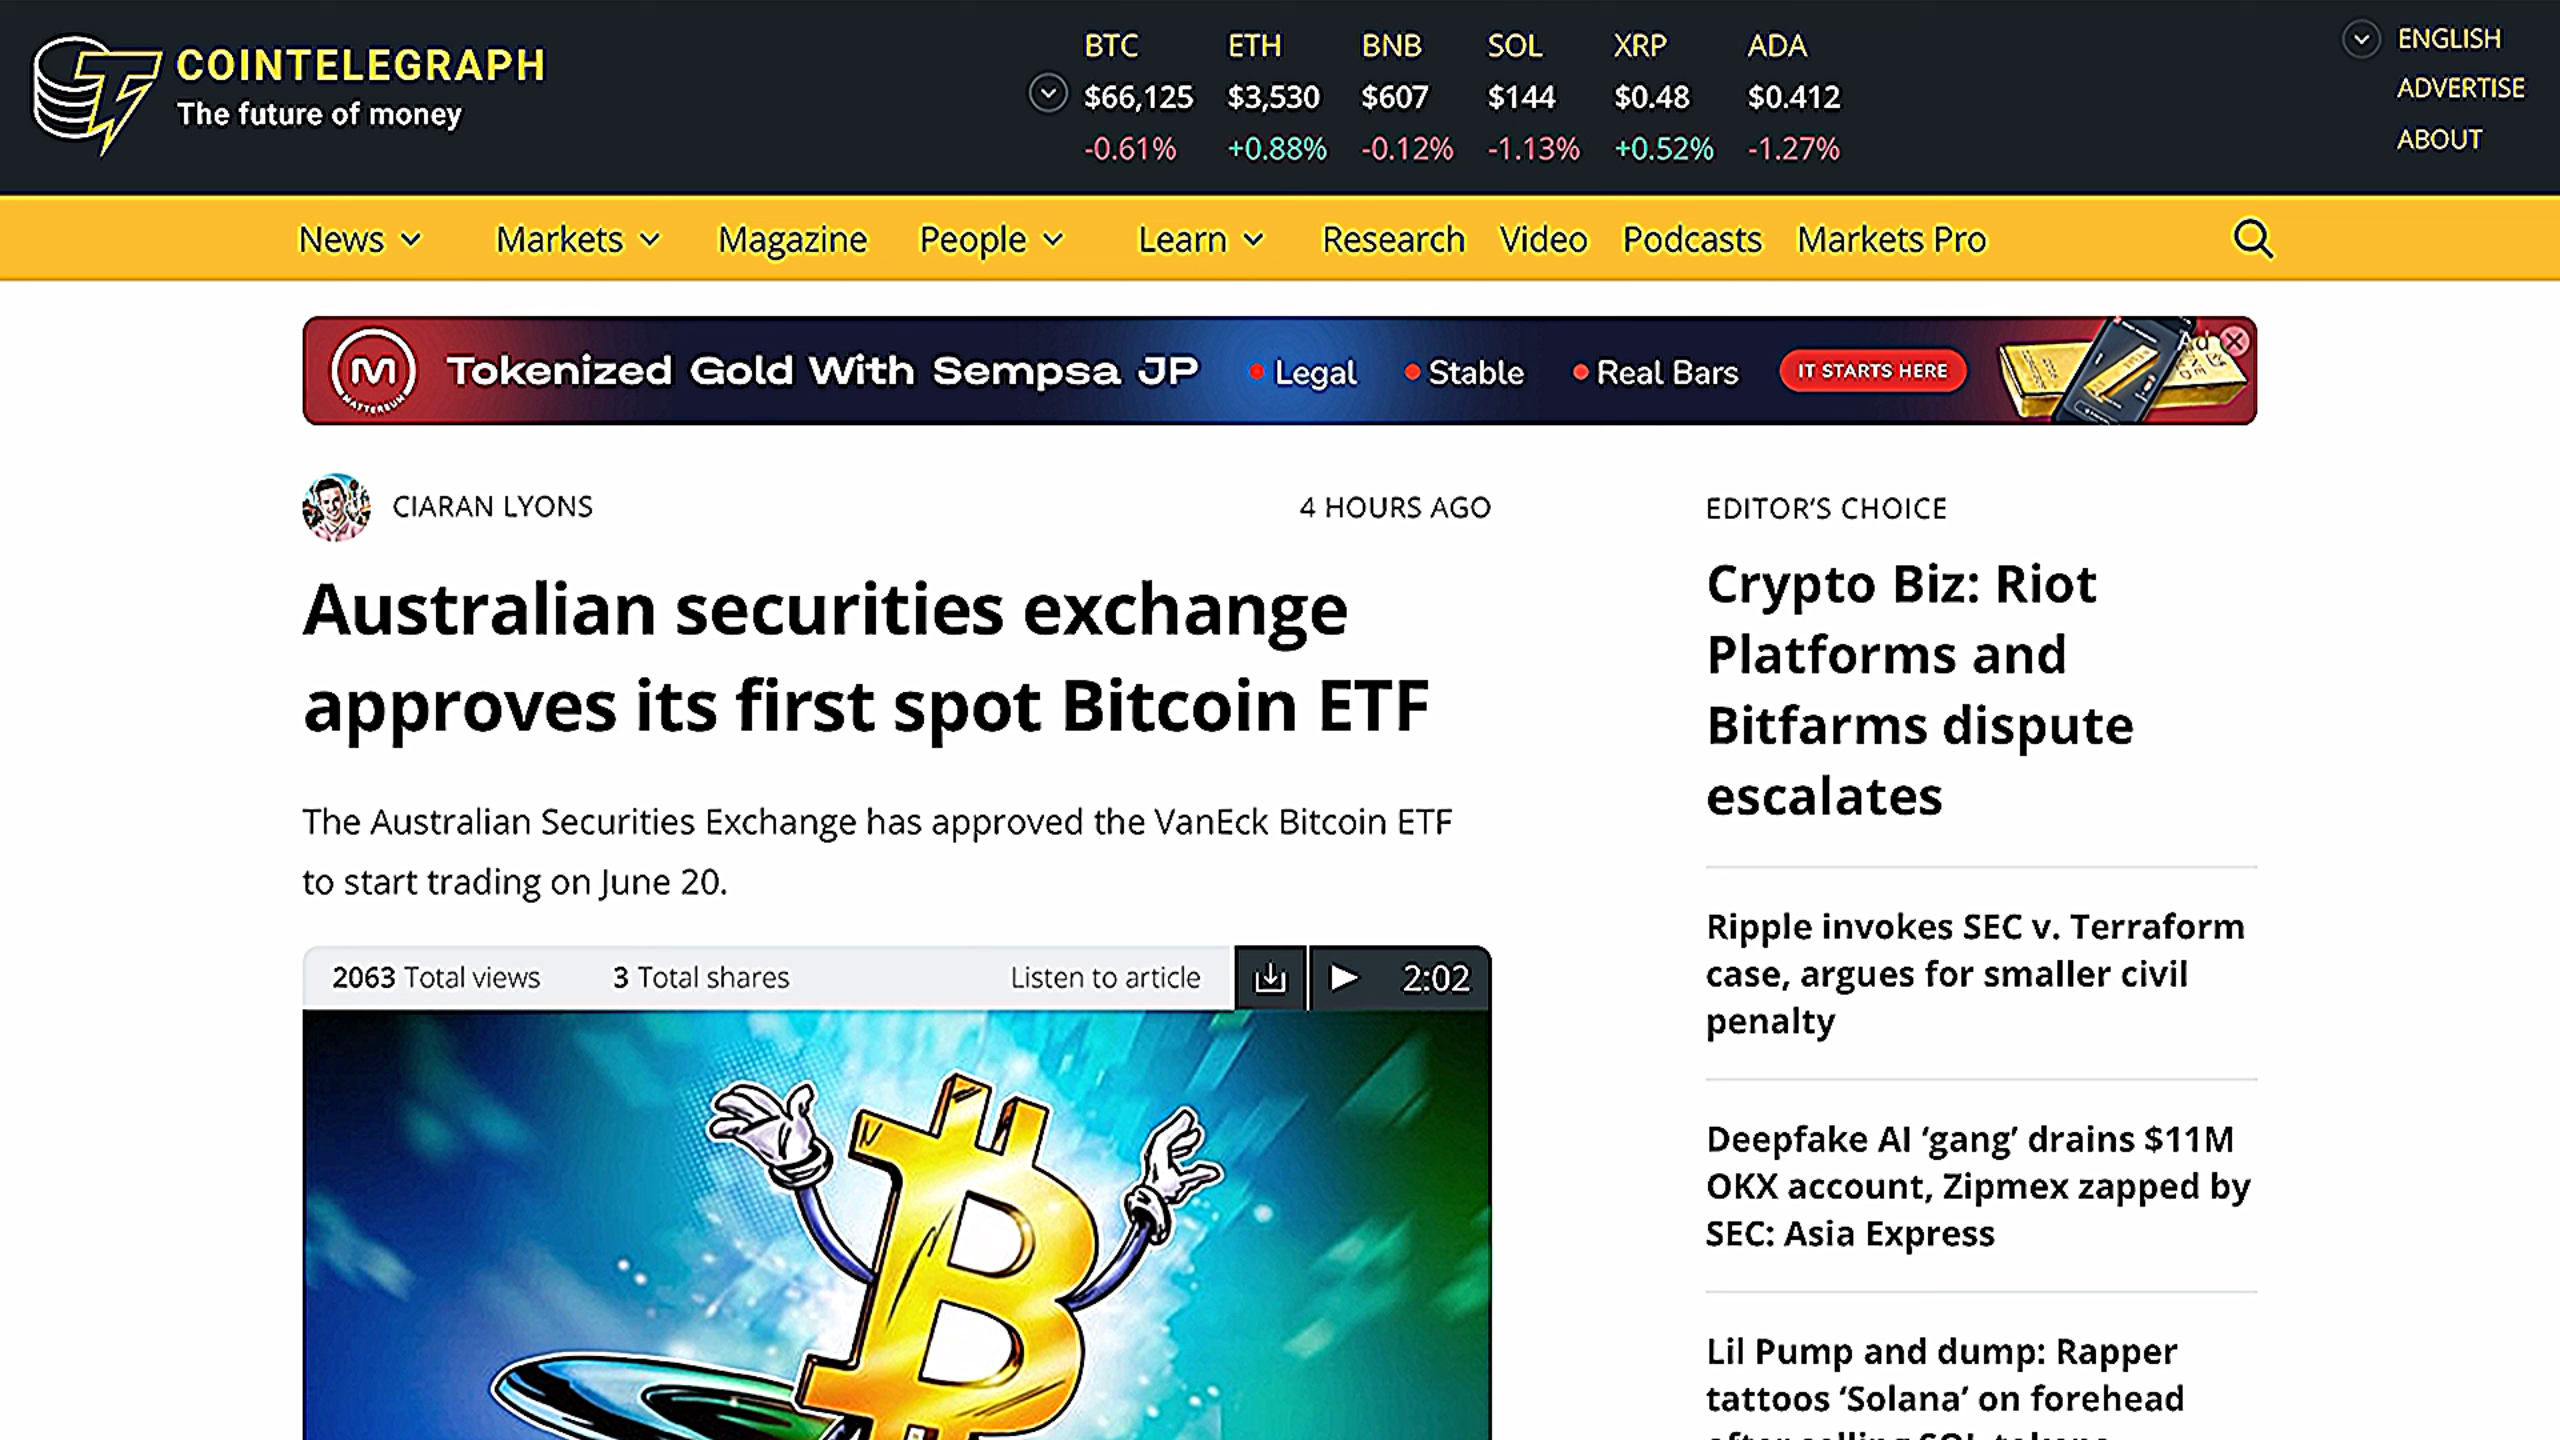 COINTELEGRAPH
The future of money
BTC ETH BNB SOL XRP ADA
$66,125 $3,530 $607 $144 $0.48 $0.412
-0.61% +0.88% -0.12% -1.13% +0.52% -1.27%
ENGLISH
ADVERTISE
ABOUT
News Markets Magazine People Learn Research Video Podcasts Markets Pro
MATTEREUM
Tokenized Gold With Sempsa JP • Legal • Stable • Real Bars IT STARTS HERE
Ad
CIARAN LYONS 4 HOURS AGO
Australian securities exchange
approves its first spot Bitcoin ETF
The Australian Securities Exchange has approved the VanEck Bitcoin ETF
to start trading on June 20.
2063 Total views 3 Total shares Listen to article 2:02
EDITOR'S CHOICE
Crypto Biz: Riot
Platforms and
Bitfarms dispute
escalates
Ripple invokes SEC v. Terraform
case, argues for smaller civil
penalty
Deepfake AI ‘gang’ drains $11M
OKX account, Zipmex zapped by
SEC: Asia Express
Lil Pump and dump: Rapper
tattoos ‘Solana’ on forehead
after selling SOL tokens